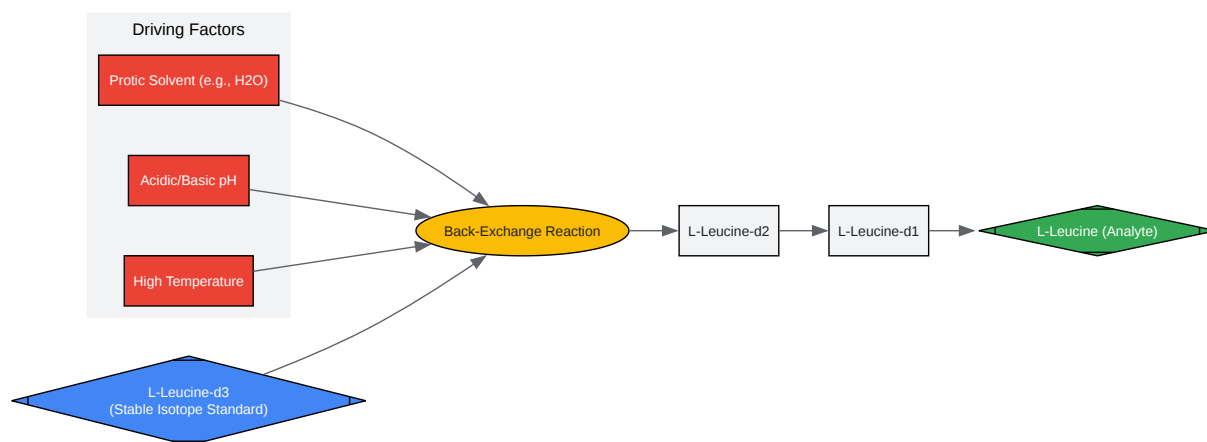 Driving Factors
Protic Solvent (e.g., H2O)
Acidic/Basic pH
High Temperature
L-Leucine-d3
(Stable Isotope Standard)
Back-Exchange Reaction
L-Leucine-d2
L-Leucine-d1
L-Leucine (Analyte)